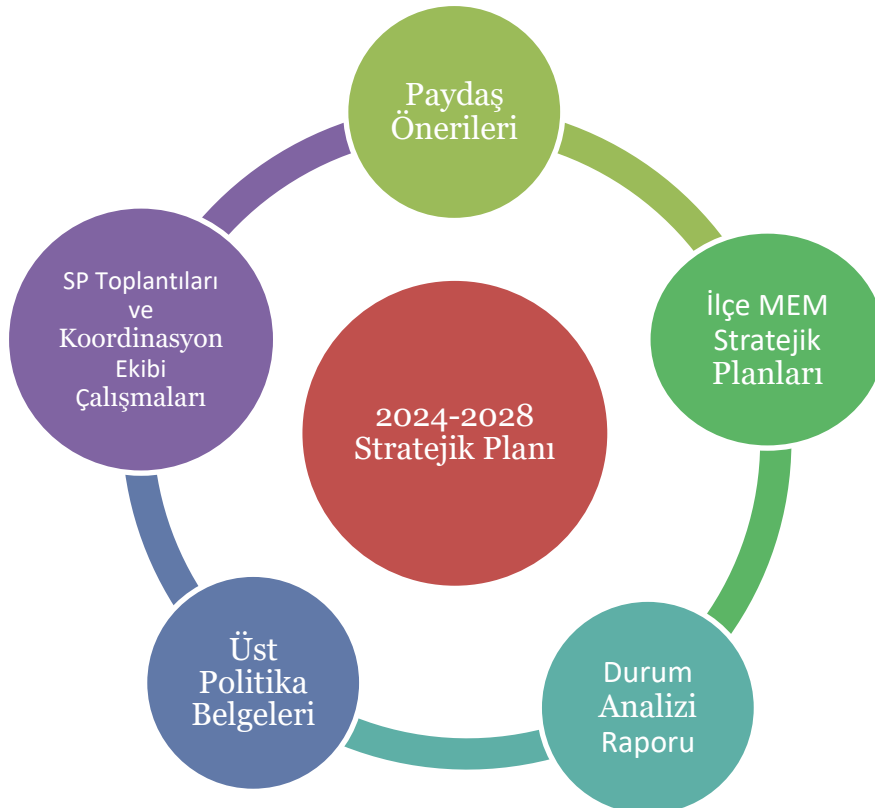 Paydaş
Önerileri
SP Toplantıları
ve
Koordinasyon
Ekibi
Çalışmaları
İlçe MEM
Stratejik
Planları
2024-2028
Stratejik Planı
Üst
Politika
Belgeleri
Durum
Analizi
Raporu